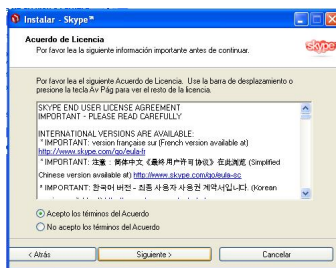 Instalar - Skype™
Acuerdo de Licencia
Por favor lea la siguiente información importante antes de continuar.
skype
Por favor lea el siguiente Acuerdo de Licencia. Use la barra de desplazamiento o
presione la tecla Av Pág para ver el resto de la licencia.
SKYPE END USER LICENSE AGREEMENT
IMPORTANT - PLEASE READ CAREFULLY
INTERNATIONAL VERSIONS ARE AVAILABLE:
* IMPORTANT: version française sur (French version available at)
http://www.skype.com/go/eula-fr
* IMPORTANT: 注意：简体中文《最终用户许可协议》在此浏览 (Simplified
Chinese version available at) http://www.skype.com/go/eula-sc
* IMPORTANT: 한국어 버전 - 최종 사용자 사용권 계약서입니다. (Korean
Acepto los términos del Acuerdo
No acepto los términos del Acuerdo
< Atrás
Siguiente >
Cancelar